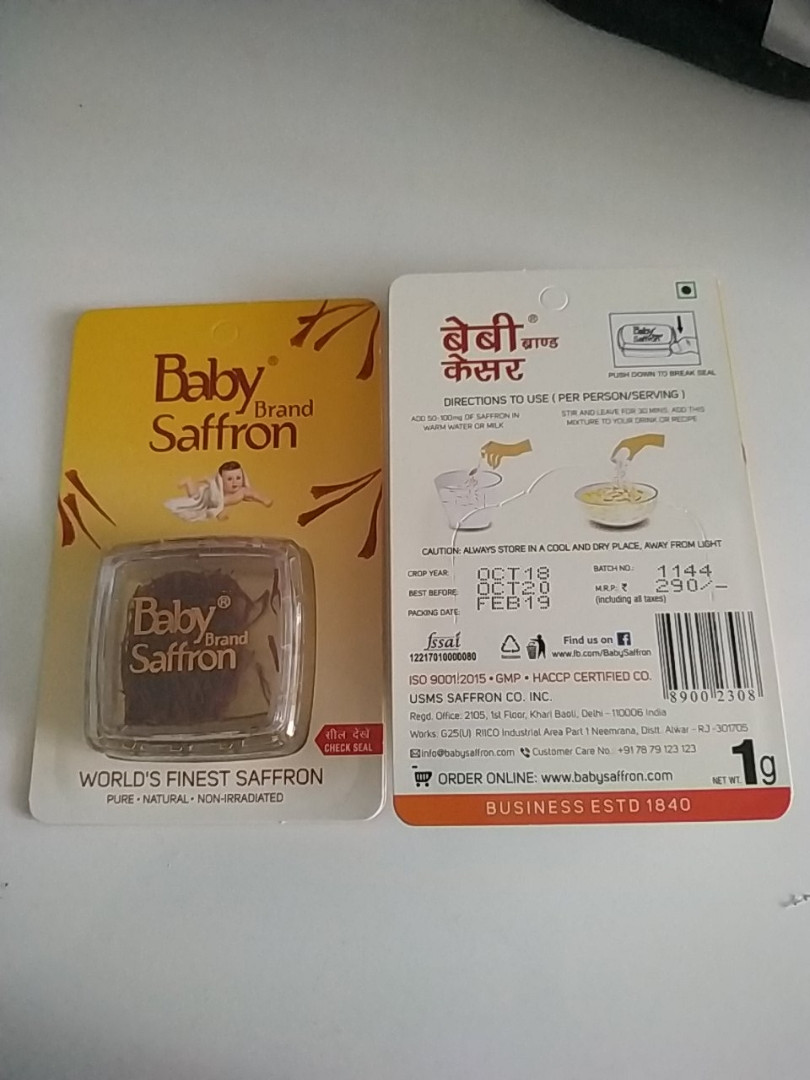 Baby®
Brand
Saffron
Baby®
Brand
Saffron
सील देखें
CHECK SEAL
WORLD'S FINEST SAFFRON
PURE • NATURAL • NON-IRRADIATED
बेबी® ब्राण्ड
केसर
Baby
Saffron
PUSH DOWN TO BREAK SEAL
DIRECTIONS TO USE ( PER PERSON/SERVING )
ADD 50-100mg OF SAFFRON IN
WARM WATER OR MILK
STIR AND LEAVE FOR 30 MINS. ADD THIS
MIXTURE TO YOUR DRINK OR RECIPE
CAUTION: ALWAYS STORE IN A COOL AND DRY PLACE, AWAY FROM LIGHT
CROP YEAR: OCT18
BEST BEFORE: OCT20
PACKING DATE: FEB19
BATCH NO.: 1144
M.R.P.: ₹ 290/-
(including all taxes)
fssai
12217010000080
Find us on f
www.fb.com/BabySaffron
8900 2308
ISO 9001:2015 • GMP • HACCP CERTIFIED CO.
USMS SAFFRON CO. INC.
Regd. Office: 2105, 1st Floor, Khari Baoli, Delhi - 110006 India
Works: G25(U) RIICO Industrial Area Part 1 Neemrana, Distt. Alwar - RJ -301705
info@babysaffron.com Customer Care No.: +91 78 79 123 123
ORDER ONLINE: www.babysaffron.com
NET WT. 1g
BUSINESS ESTD 1840